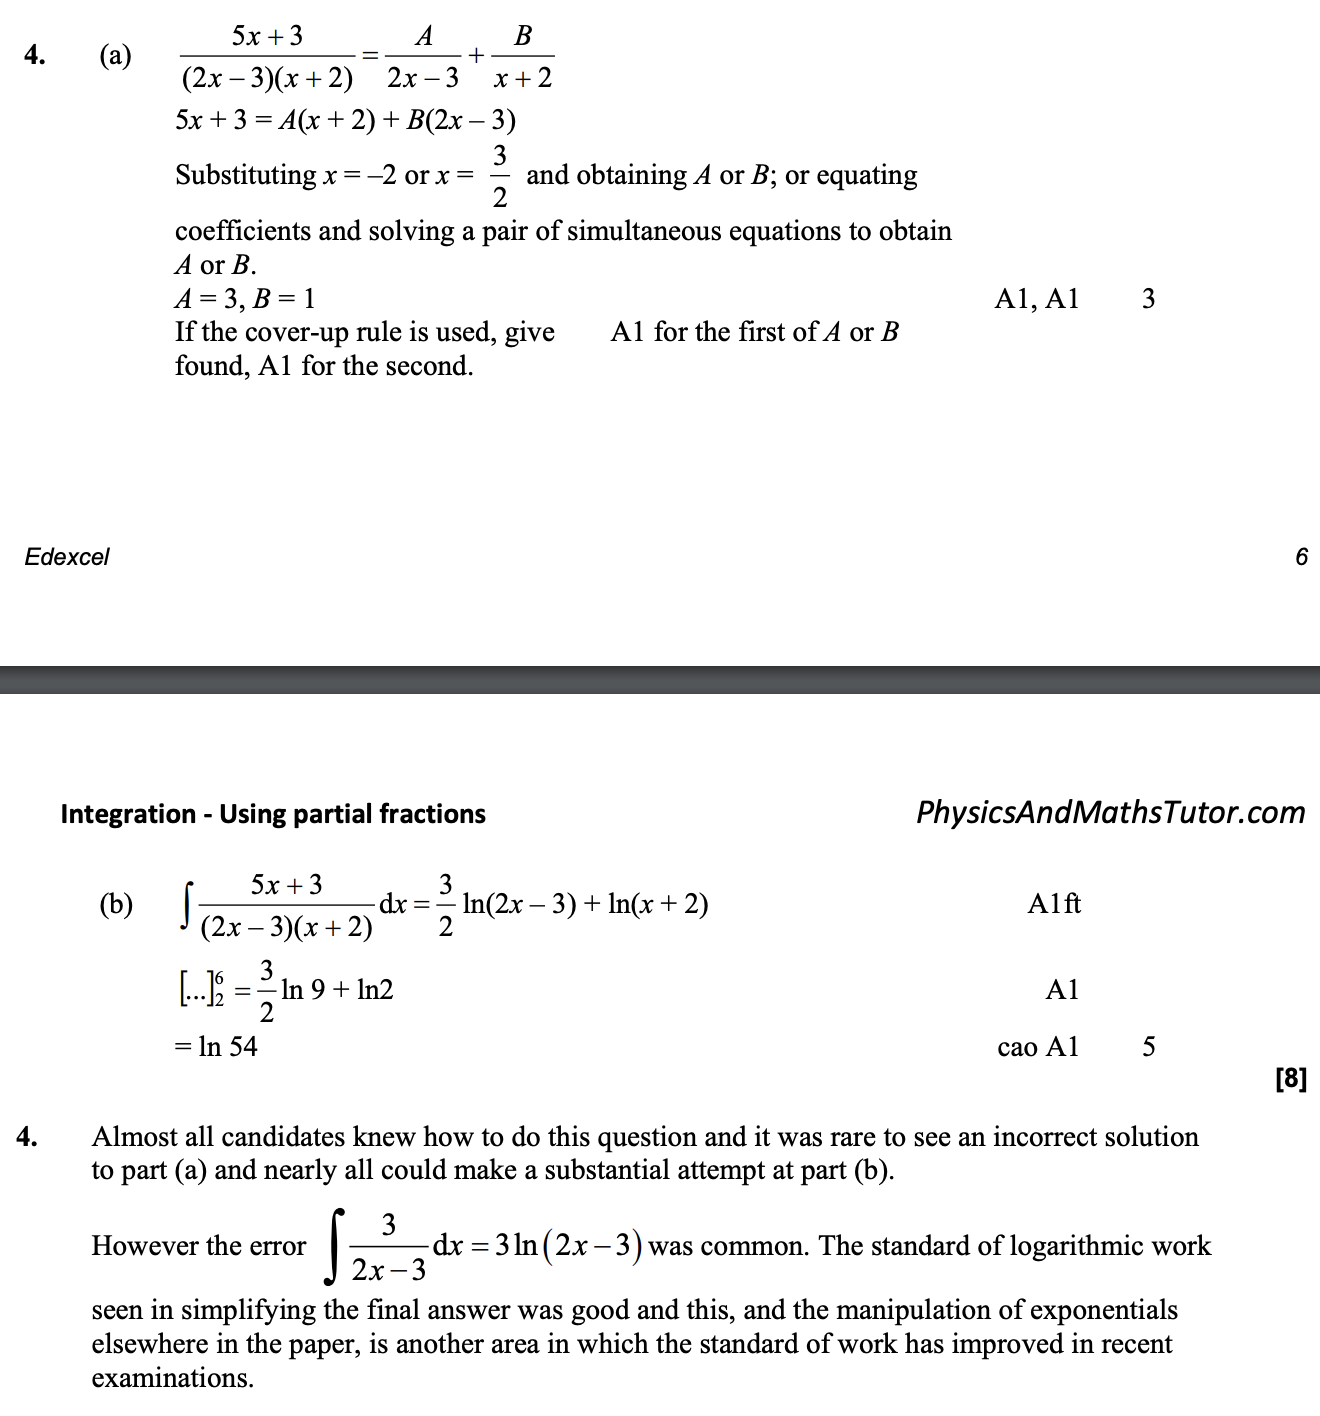 4. (a) \frac{5x + 3}{(2x – 3)(x + 2)} = \frac{A}{2x – 3} + \frac{B}{x + 2}
5x + 3 = A(x + 2) + B(2x – 3)
Substituting x = –2 or x = \frac{3}{2} and obtaining A or B; or equating
coefficients and solving a pair of simultaneous equations to obtain
A or B.
A = 3, B = 1 A1, A1 3
If the cover-up rule is used, give A1 for the first of A or B
found, A1 for the second.
Edexcel 6
Integration - Using partial fractions PhysicsAndMathsTutor.com
(b) ∫ \frac{5x + 3}{(2x – 3)(x + 2)} dx = \frac{3}{2} ln(2x – 3) + ln(x + 2) A1ft
[...]_2^6 = \frac{3}{2} ln 9 + ln2 A1
= ln 54 cao A1 5
[8]
4. Almost all candidates knew how to do this question and it was rare to see an incorrect solution
to part (a) and nearly all could make a substantial attempt at part (b).
However the error ∫ \frac{3}{2x – 3} dx = 3 ln (2x – 3) was common. The standard of logarithmic work
seen in simplifying the final answer was good and this, and the manipulation of exponentials
elsewhere in the paper, is another area in which the standard of work has improved in recent
examinations.